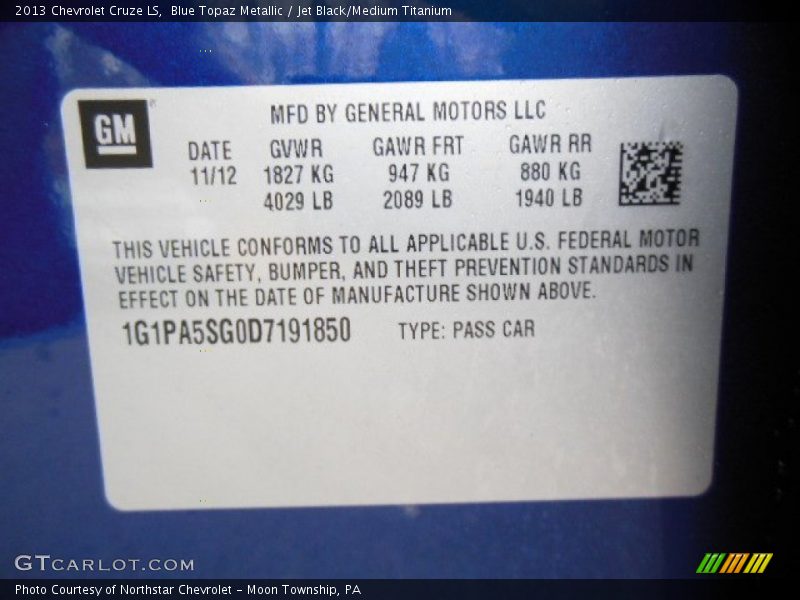 2013 Chevrolet Cruze LS,  Blue Topaz Metallic / Jet Black/Medium Titanium
GM
MFD BY GENERAL MOTORS LLC
DATE GVWR GAWR FRT GAWR RR
11/12 1827 KG 947 KG 880 KG
4029 LB 2089 LB 1940 LB
THIS VEHICLE CONFORMS TO ALL APPLICABLE U.S. FEDERAL MOTOR
VEHICLE SAFETY, BUMPER, AND THEFT PREVENTION STANDARDS IN
EFFECT ON THE DATE OF MANUFACTURE SHOWN ABOVE.
1G1PA5SG0D7191850 TYPE: PASS CAR
GTCARLOT.COM
Photo Courtesy of Northstar Chevrolet - Moon Township, PA